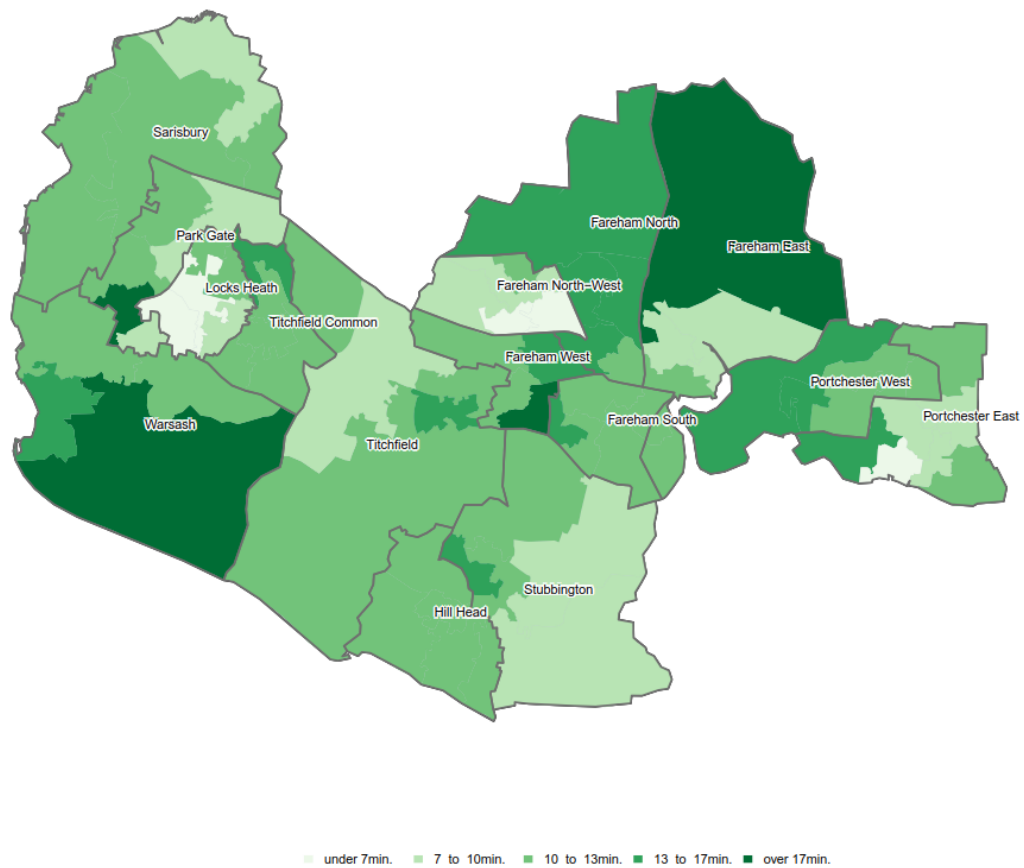 Sarisbury
Fareham North
Park Gate
Fareham East
Locks Heath
Fareham North-West
Titchfield Common
Fareham West
Portchester West
Warsash
Titchfield
Fareham South
Portchester East
Stubbington
Hill Head
under 7min. 7 to 10min. 10 to 13min. 13 to 17min. over 17min.